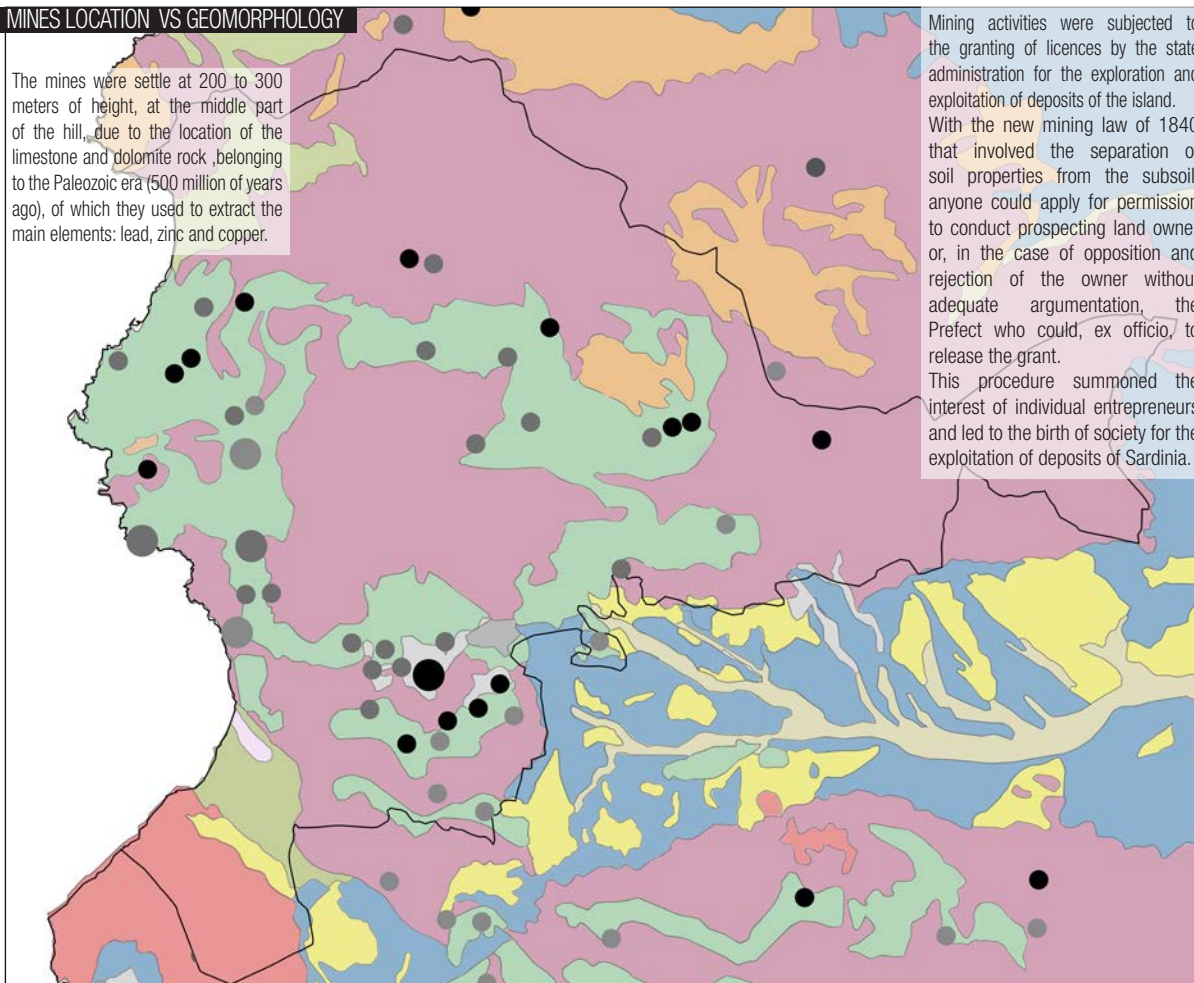 MINES LOCATION VS GEOMORPHOLOGY
The mines were settle at 200 to 300
meters of height, at the middle part
of the hill, due to the location of the
limestone and dolomite rock ,belonging
to the Paleozoic era (500 million of years
ago), of which they used to extract the
main elements: lead, zinc and copper.
Mining activities were subjected to
the granting of licences by the state
administration for the exploration and
exploitation of deposits of the island.
With the new mining law of 1840
that involved the separation of
soil properties from the subsoil
anyone could apply for permission
to conduct prospecting land owner
or, in the case of opposition and
rejection of the owner without
adequate argumentation, the
Prefect who could, ex officio, to
release the grant.
This procedure summoned the
interest of individual entrepreneurs
and led to the birth of society for the
exploitation of deposits of Sardinia.